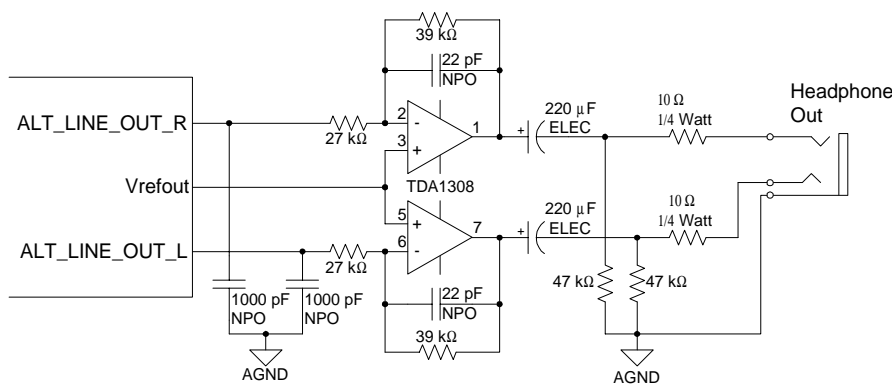 39 kΩ
22 pF
NPO
ALT_LINE_OUT_R
27 kΩ
2
-
3
+
1
+
220 µF
ELEC
10 Ω
1/4 Watt
Headphone
Out
Vrefout
TDA1308
ALT_LINE_OUT_L
27 kΩ
5
+
6
-
7
+
220 µF
ELEC
10 Ω
1/4 Watt
1000 pF
NPO
1000 pF
NPO
22 pF
NPO
39 kΩ
47 kΩ
47 kΩ
AGND
AGND